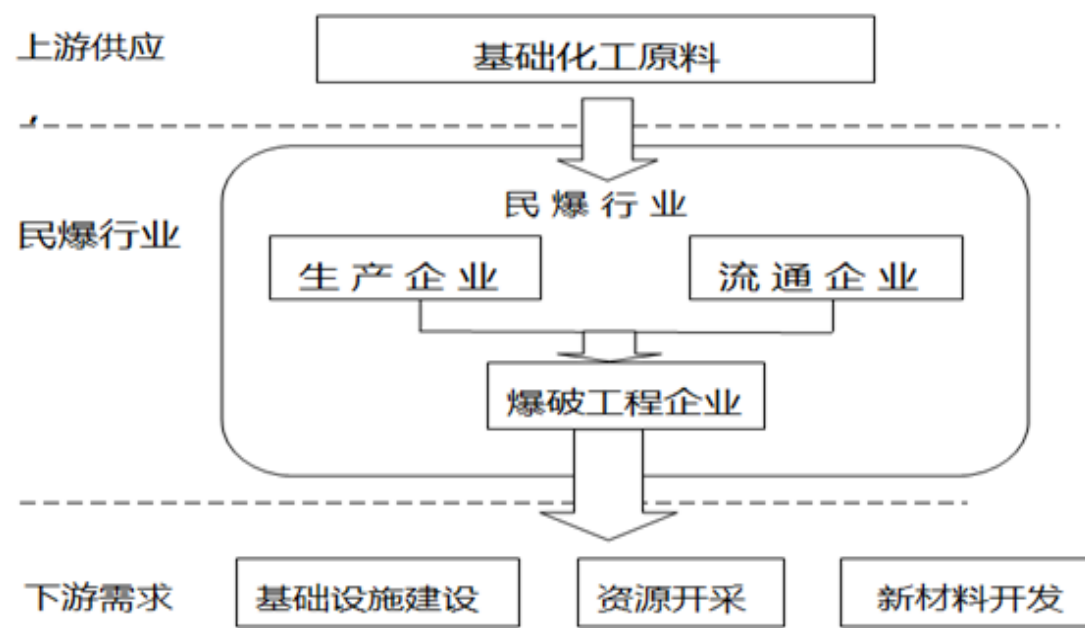 上游供应
基础化工原料
民爆行业
民爆行业
生产企业
流通企业
爆破工程企业
下游需求
基础设施建设
资源开采
新材料开发